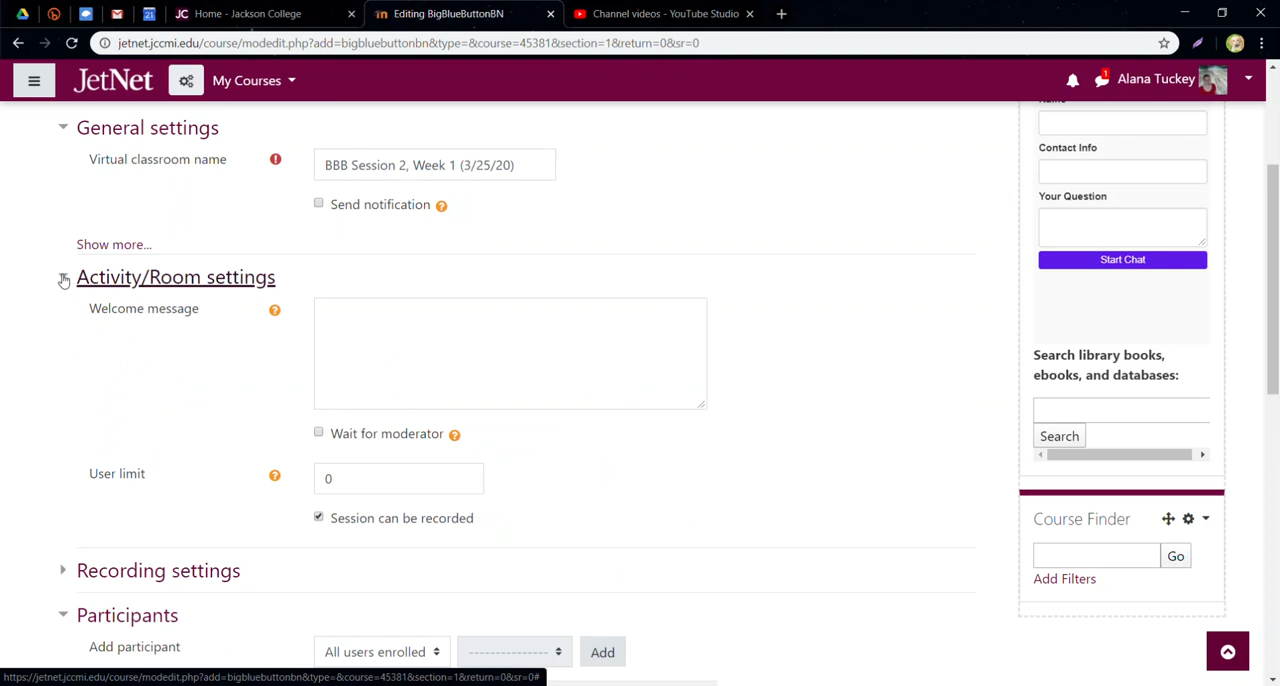 Home - Jackson College
Editing BigBlueButtonBN
Channel videos - YouTube Studio
jetnet.jccmi.edu/course/modedit.php?add=bigbluebuttonbn&type=&course=45381&section=1&return=0&sr=0
JetNet
My Courses
1
Alana Tuckey
General settings
Virtual classroom name
BBB Session 2, Week 1 (3/25/20)
Send notification
Show more...
Activity/Room settings
Welcome message
Wait for moderator
User limit
0
Session can be recorded
Recording settings
Participants
Add participant
All users enrolled
---------------
Add
https://jetnet.jccmi.edu/course/modedit.php?add=bigbluebuttonbn&type=&course=45381&section=1&return=0&sr=0#
Name
Contact Info
Your Question
Start Chat
Search library books,
ebooks, and databases:
Search
Course Finder
Go
Add Filters